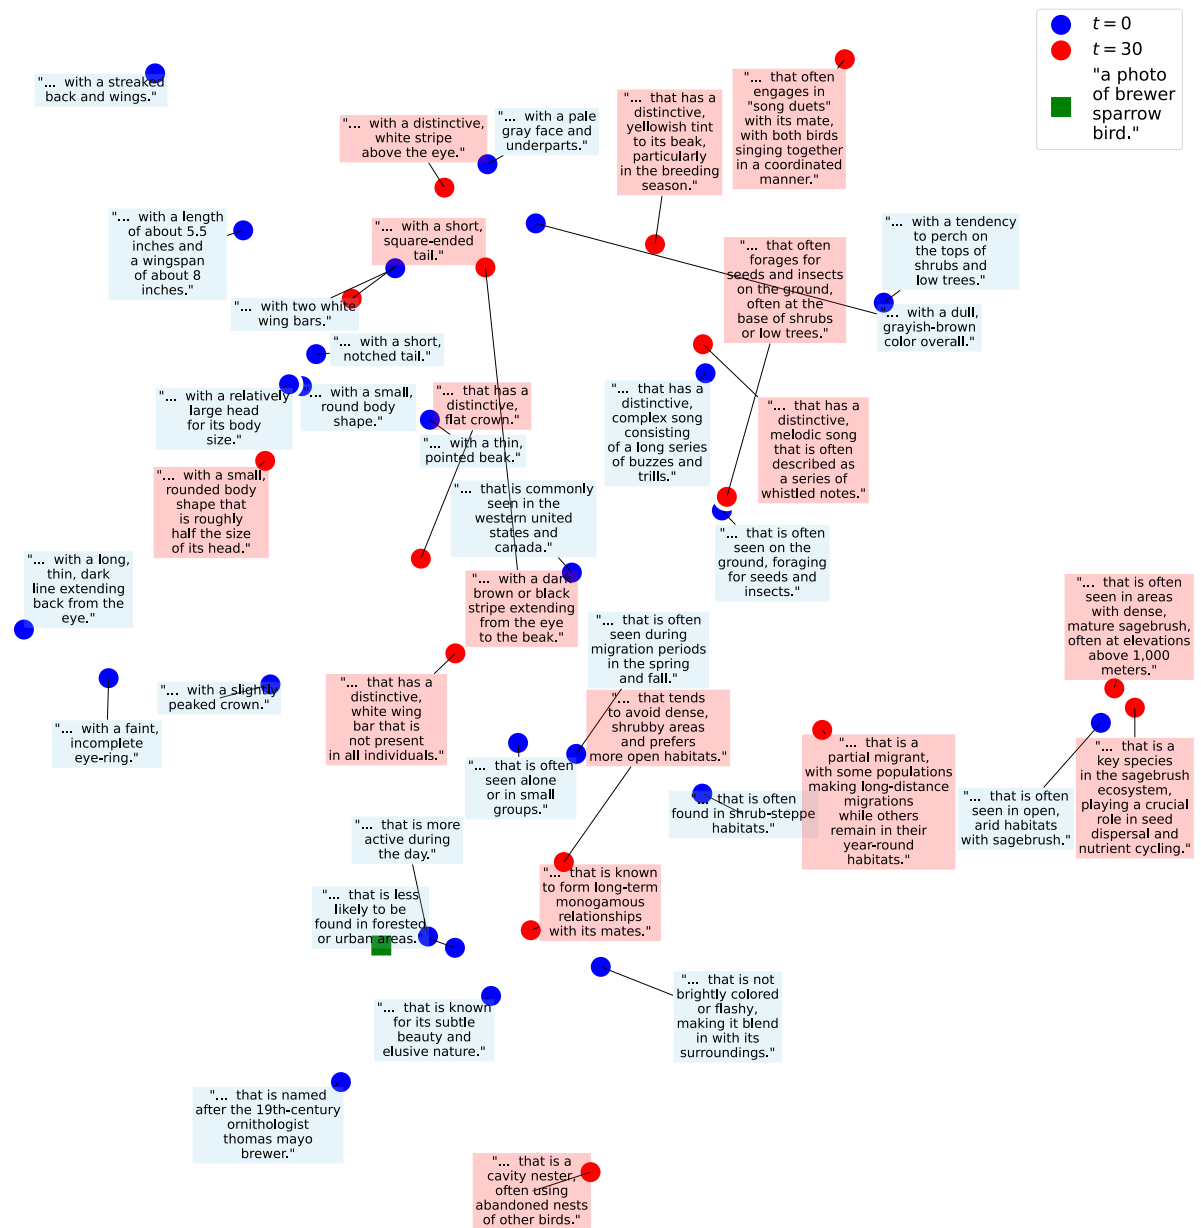 t = 0
t = 30
"a photo
of brewer
sparrow
bird."
"... with a streaked
back and wings."
"... with a distinctive,
white stripe
above the eye."
"... with a pale
gray face and
underparts."
"... that has a
distinctive,
yellowish tint
to its beak,
particularly
in the breeding
season."
"... that often
engages in
"song duets"
with its mate,
with both birds
singing together
in a coordinated
manner."
"... with a length
of about 5.5
inches and
a wingspan
of about 8
inches."
"... with a short,
square-ended
tail."
"... that often
forages for
seeds and insects
on the ground,
often at the
base of shrubs
or low trees."
"... with a tendency
to perch on
the tops of
shrubs and
low trees."
"... with two white
wing bars."
"... with a dull,
grayish-brown
color overall."
"... with a short,
notched tail."
"... with a relatively
large head
for its body
size."
"... with a small,
round body
shape."
"... that has a
distinctive,
flat crown."
"... with a thin,
pointed beak."
"... that has a
distinctive,
complex song
consisting
of a long series
of buzzes and
trills."
"... that has a
distinctive,
melodic song
that is often
described as
a series of
whistled notes."
"... with a small,
rounded body
shape that
is roughly
half the size
of its head."
"... that is commonly
seen in the
western united
states and
canada."
"... that is often
seen on the
ground, foraging
for seeds and
insects."
"... with a long,
thin, dark
line extending
back from the
eye."
"... with a dark
brown or black
stripe extending
from the eye
to the beak."
"... that is often
seen in areas
with dense,
mature sagebrush,
often at elevations
above 1,000
meters."
"... that is often
seen during
migration periods
in the spring
and fall."
"... with a slightly
peaked crown."
"... with a faint,
incomplete
eye-ring."
"... that has a
distinctive,
white wing
bar that is
not present
in all individuals."
"... that tends
to avoid dense,
shrubby areas
and prefers
more open habitats."
"... that is often
seen alone
or in small
groups."
"... that is often
found in shrub-steppe
habitats."
"... that is a
partial migrant,
with some populations
making long-distance
migrations
while others
remain in their
year-round
habitats."
"... that is often
seen in open,
arid habitats
with sagebrush."
"... that is a
key species
in the sagebrush
ecosystem,
playing a crucial
role in seed
dispersal and
nutrient cycling."
"... that is more
active during
the day."
"... that is less
likely to be
found in forested
or urban areas."
"... that is known
to form long-term
monogamous
relationships
with its mates."
"... that is not
brightly colored
or flashy,
making it blend
in with its
surroundings."
"... that is known
for its subtle
beauty and
elusive nature."
"... that is named
after the 19th-century
ornithologist
thomas mayo
brewer."
"... that is a
cavity nester,
often using
abandoned nests
of other birds."